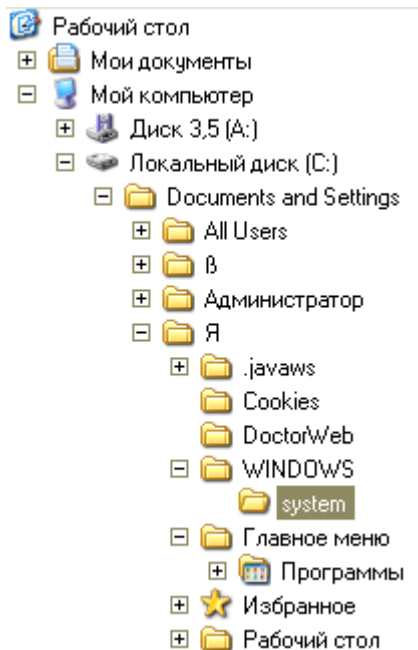 Рабочий стол
Мои документы
Мой компьютер
Диск 3,5 (A:)
Локальный диск (C:)
Documents and Settings
All Users
ß
Администратор
Я
.javaws
Cookies
DoctorWeb
WINDOWS
system
Главное меню
Программы
Избранное
Рабочий стол